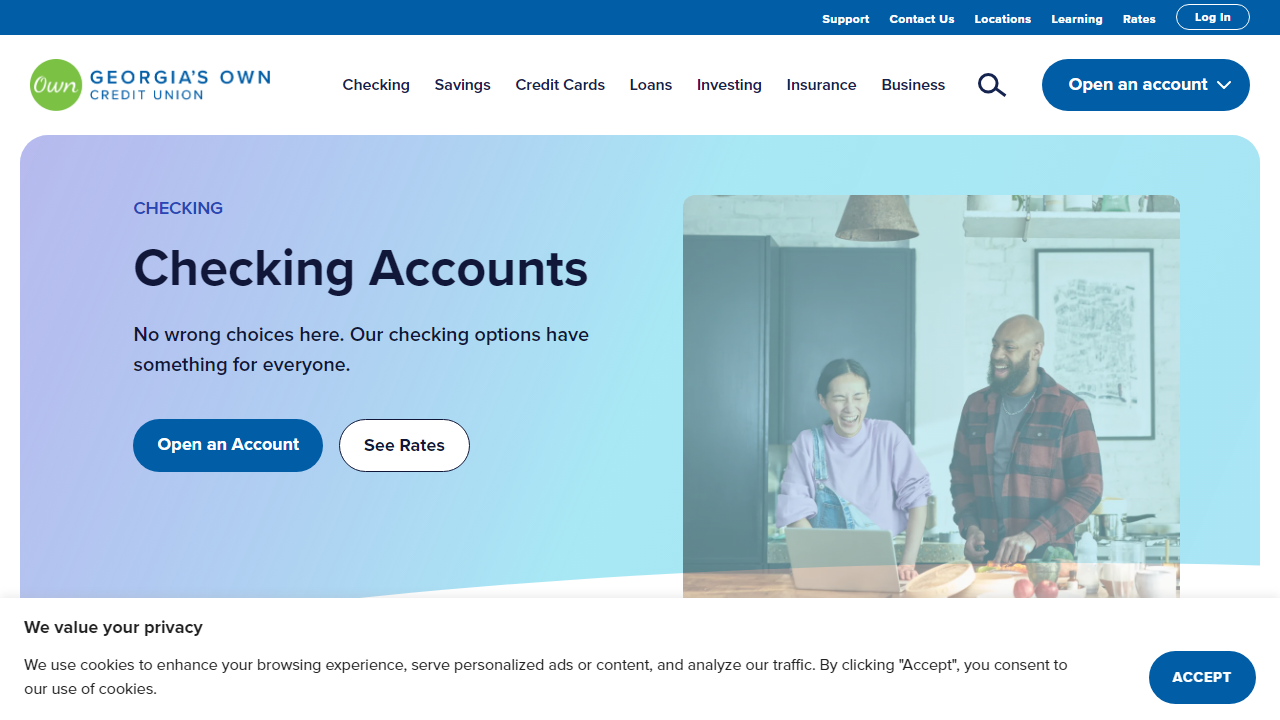 Support Contact Us Locations Learning Rates Log In
Own GEORGIA'S OWN
CREDIT UNION
Checking Savings Credit Cards Loans Investing Insurance Business Open an account
CHECKING
Checking Accounts
No wrong choices here. Our checking options have
something for everyone.
Open an Account See Rates
We value your privacy
We use cookies to enhance your browsing experience, serve personalized ads or content, and analyze our traffic. By clicking "Accept", you consent to
our use of cookies.
ACCEPT